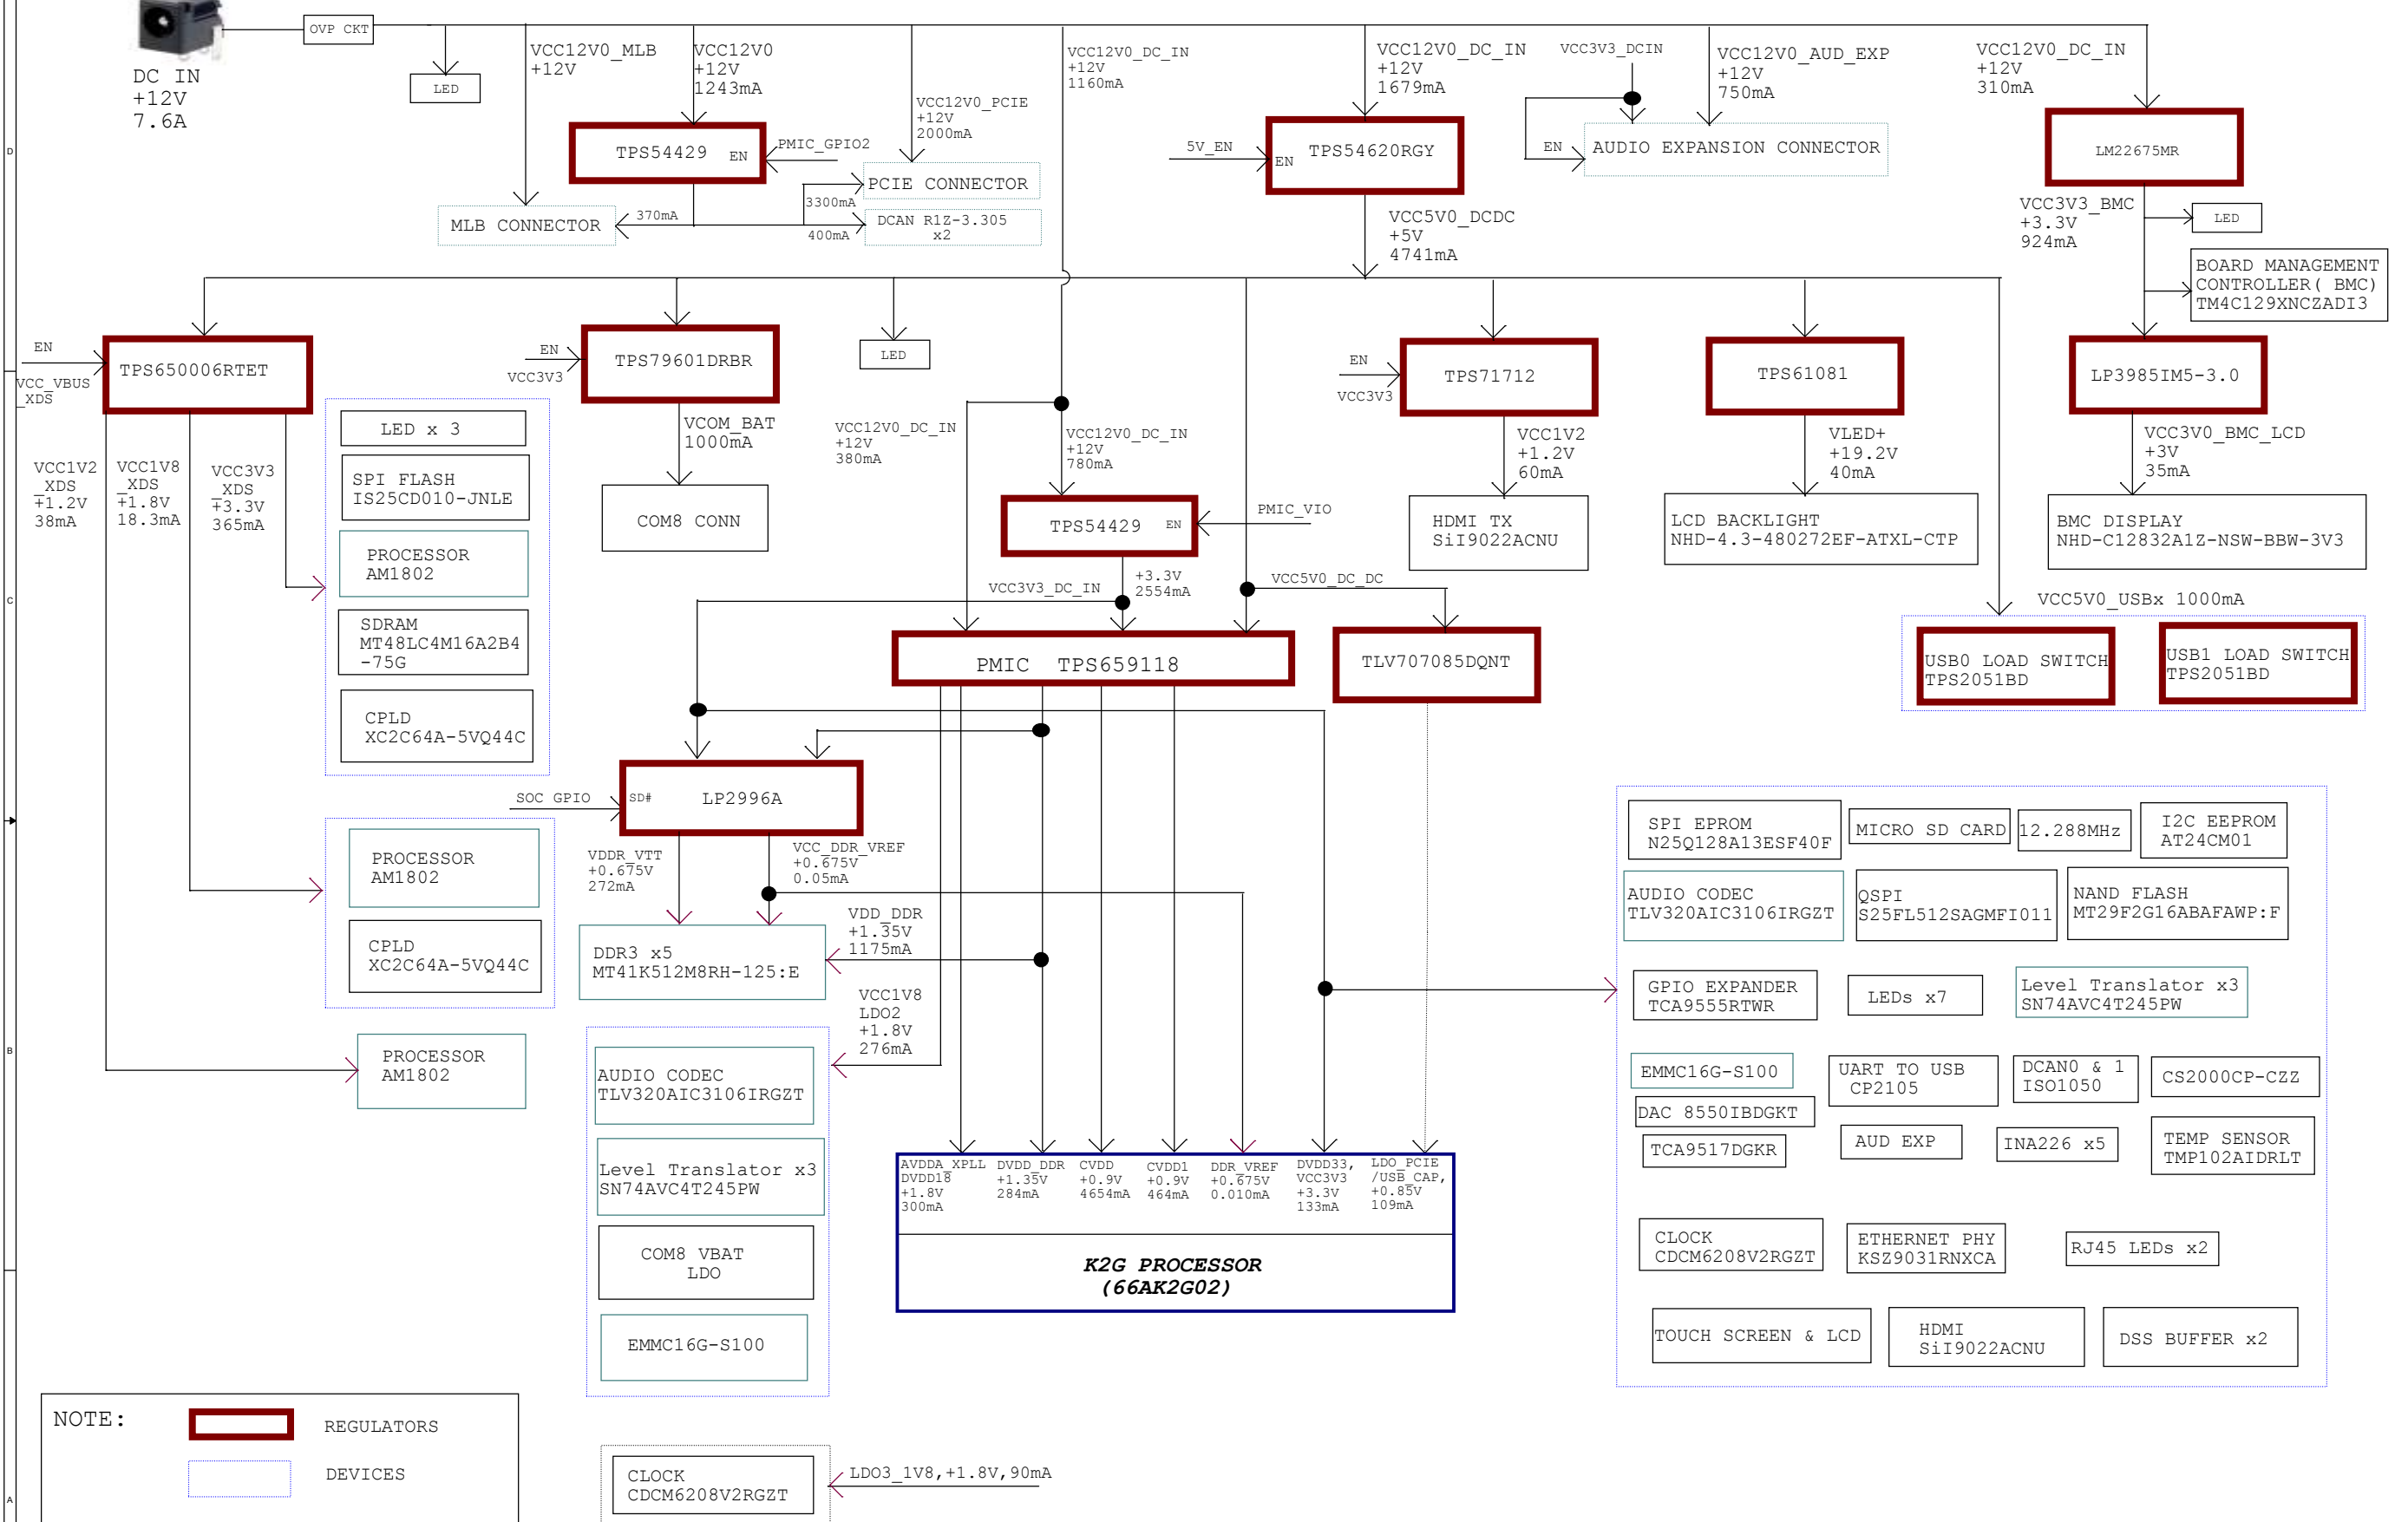 OVP CKT
DC IN
+12V
7.6A
LED
VCC12V0_MLB
+12V
VCC12V0
+12V
1243mA
VCC12V0_PCIE
+12V
2000mA
VCC12V0_DC_IN
+12V
1160mA
VCC12V0_DC_IN
+12V
1679mA
VCC3V3_DCIN
VCC12V0_AUD_EXP
+12V
750mA
VCC12V0_DC_IN
+12V
310mA
D
TPS54429
EN
PMIC_GPIO2
5V_EN
EN
TPS54620RGY
EN
AUDIO EXPANSION CONNECTOR
LM22675MR
PCIE CONNECTOR
3300mA
MLB CONNECTOR
370mA
400mA
DCAN R1Z-3.305
x2
VCC5V0_DCDC
+5V
4741mA
VCC3V3_BMC
+3.3V
924mA
LED
BOARD MANAGEMENT
CONTROLLER( BMC)
TM4C129XNCZADI3
EN
VCC_VBUS
_XDS
TPS650006RTET
EN
VCC3V3
TPS79601DRBR
LED
EN
VCC3V3
TPS71712
TPS61081
LP3985IM5-3.0
VCC1V2
_XDS
+1.2V
38mA
VCC1V8
_XDS
+1.8V
18.3mA
VCC3V3
_XDS
+3.3V
365mA
LED x 3
SPI FLASH
IS25CD010-JNLE
PROCESSOR
AM1802
SDRAM
MT48LC4M16A2B4
-75G
CPLD
XC2C64A-5VQ44C
VCOM_BAT
1000mA
COM8 CONN
VCC12V0_DC_IN
+12V
380mA
VCC12V0_DC_IN
+12V
780mA
TPS54429
EN
PMIC_VIO
VCC1V2
+1.2V
60mA
HDMI TX
SiI9022ACNU
VLED+
+19.2V
40mA
LCD BACKLIGHT
NHD-4.3-480272EF-ATXL-CTP
VCC3V0_BMC_LCD
+3V
35mA
BMC DISPLAY
NHD-C12832A1Z-NSW-BBW-3V3
C
VCC3V3_DC_IN
+3.3V
2554mA
VCC5V0_DC_DC
VCC5V0_USBx 1000mA
PMIC TPS659118
TLV707085DQNT
USB0 LOAD SWITCH
TPS2051BD
USB1 LOAD SWITCH
TPS2051BD
SOC GPIO
SD#
LP2996A
VDDR_VTT
+0.675V
272mA
VCC_DDR_VREF
+0.675V
0.05mA
PROCESSOR
AM1802
CPLD
XC2C64A-5VQ44C
DDR3 x5
MT41K512M8RH-125:E
VDD_DDR
+1.35V
1175mA
VCC1V8
LDO2
+1.8V
276mA
B
PROCESSOR
AM1802
AUDIO CODEC
TLV320AIC3106IRGZT
Level Translator x3
SN74AVC4T245PW
COM8 VBAT
LDO
EMMC16G-S100
AVDDA_XPLL
DVDD18
+1.8V
300mA
DVDD_DDR
+1.35V
284mA
CVDD
+0.9V
4654mA
CVDD1
+0.9V
464mA
DDR_VREF
+0.675V
0.010mA
DVDD33,
VCC3V3
+3.3V
133mA
LDO_PCIE
/USB_CAP,
+0.85V
109mA
K2G PROCESSOR
(66AK2G02)
SPI EPROM
N25Q128A13ESF40F
MICRO SD CARD
12.288MHz
I2C EEPROM
AT24CM01
AUDIO CODEC
TLV320AIC3106IRGZT
QSPI
S25FL512SAGMFI011
NAND FLASH
MT29F2G16ABAFAWP:F
GPIO EXPANDER
TCA9555RTWR
LEDs x7
Level Translator x3
SN74AVC4T245PW
EMMC16G-S100
UART TO USB
CP2105
DCAN0 & 1
ISO1050
CS2000CP-CZZ
DAC 8550IBDGKT
TCA9517DGKR
AUD EXP
INA226 x5
TEMP SENSOR
TMP102AIDRLT
CLOCK
CDCM6208V2RGZT
ETHERNET PHY
KSZ9031RNXCA
RJ45 LEDs x2
TOUCH SCREEN & LCD
HDMI
SiI9022ACNU
DSS BUFFER x2
NOTE:
REGULATORS
DEVICES
A
CLOCK
CDCM6208V2RGZT
LDO3_1V8,+1.8V,90mA